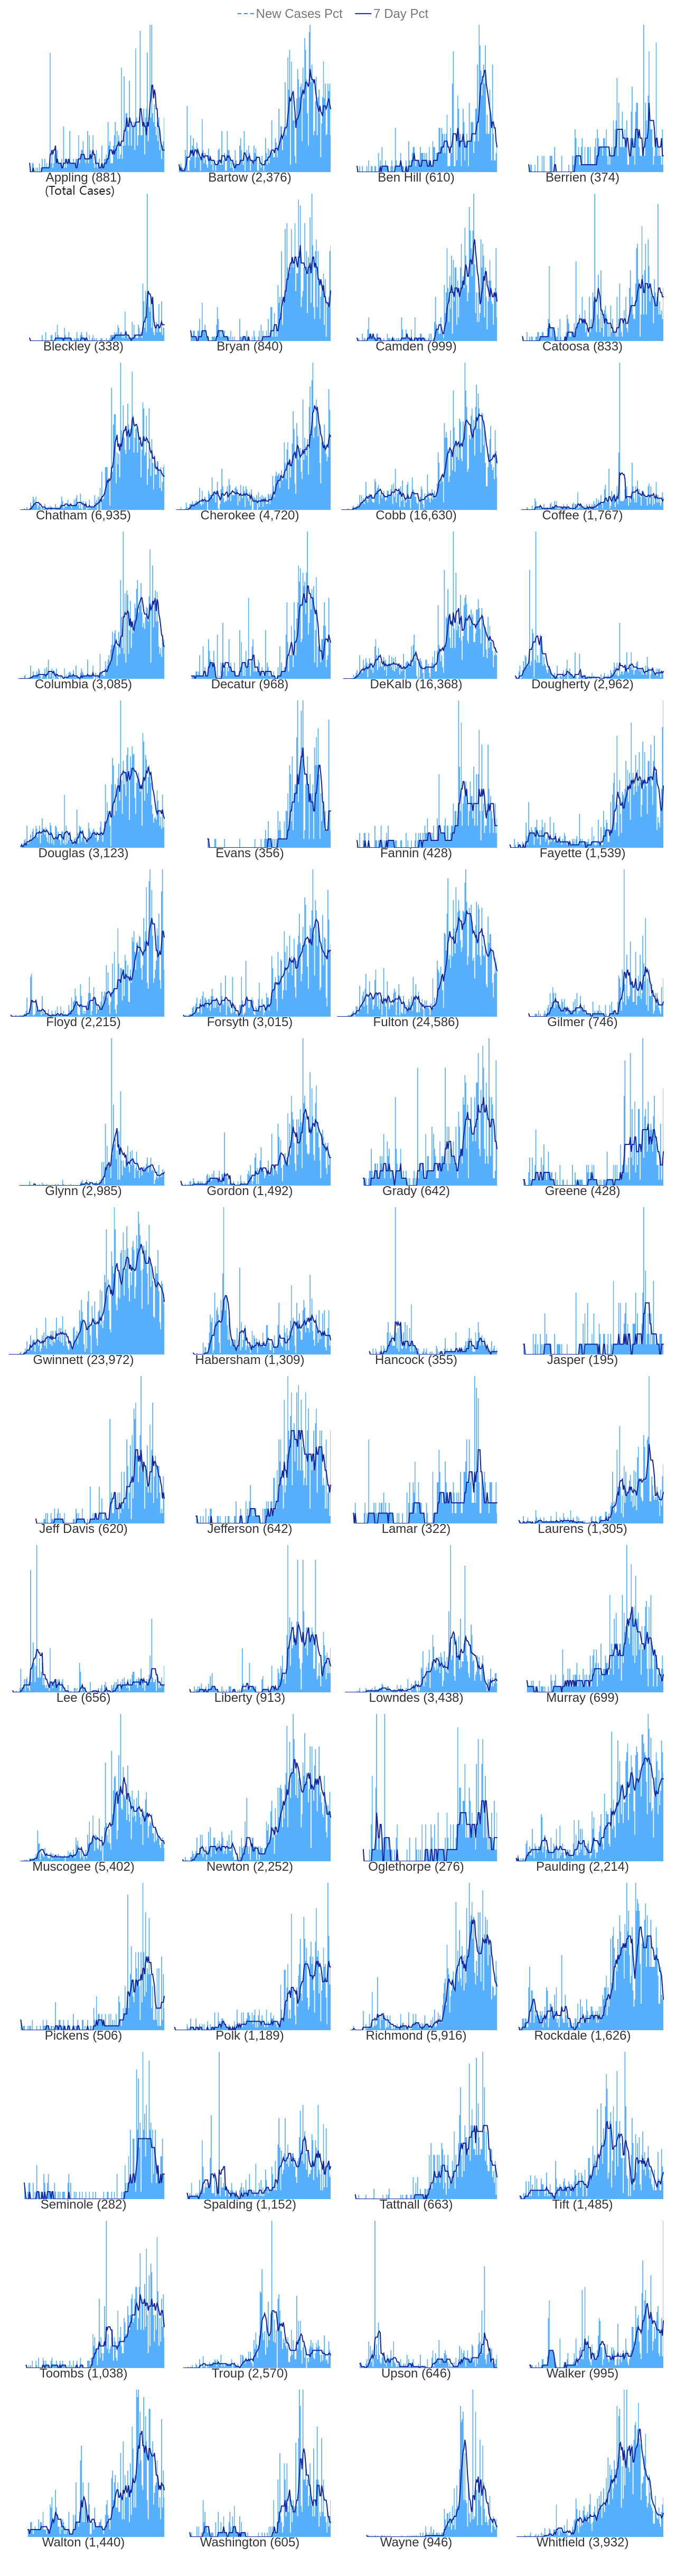 New Cases Pct 7 Day Pct
Appling (881) Bartow (2,376) Ben Hill (610) Berrien (374)
(Total Cases)
Bleckley (338) Bryan (840) Camden (999) Catoosa (833)
Chatham (6,935) Cherokee (4,720) Cobb (16,630) Coffee (1,767)
Columbia (3,085) Decatur (968) DeKalb (16,368) Dougherty (2,962)
Douglas (3,123) Evans (356) Fannin (428) Fayette (1,539)
Floyd (2,215) Forsyth (3,015) Fulton (24,586) Gilmer (746)
Glynn (2,985) Gordon (1,492) Grady (642) Greene (428)
Gwinnett (23,972) Habersham (1,309) Hancock (355) Jasper (195)
Jeff Davis (620) Jefferson (642) Lamar (322) Laurens (1,305)
Lee (656) Liberty (913) Lowndes (3,438) Murray (699)
Muscogee (5,402) Newton (2,252) Oglethorpe (276) Paulding (2,214)
Pickens (506) Polk (1,189) Richmond (5,916) Rockdale (1,626)
Seminole (282) Spalding (1,152) Tattnall (663) Tift (1,485)
Toombs (1,038) Troup (2,570) Upson (646) Walker (995)
Walton (1,440) Washington (605) Wayne (946) Whitfield (3,932)